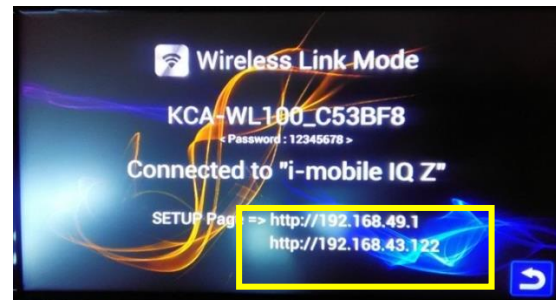 Wireless Link Mode
KCA-WL100_C53BF8
< Password : 12345678 >
Connected to "i-mobile IQ Z"
SETUP Page => http://192.168.49.1
http://192.168.43.122